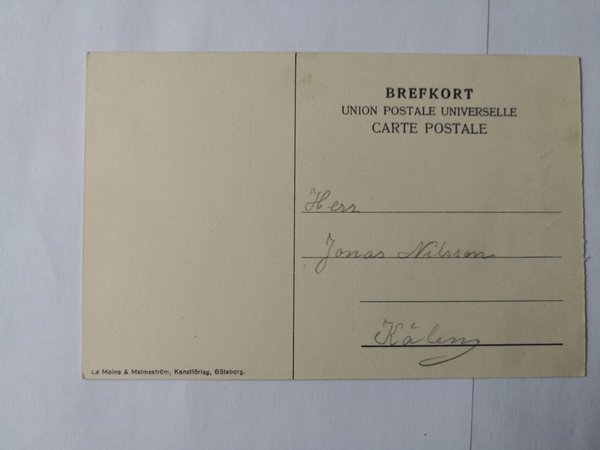 BREFKORT
UNION POSTALE UNIVERSELLE
CARTE POSTALE
Herr
Jonas Nilsson
Kålen
Le Moine & Malmeström, Konstförlag, Göteborg.